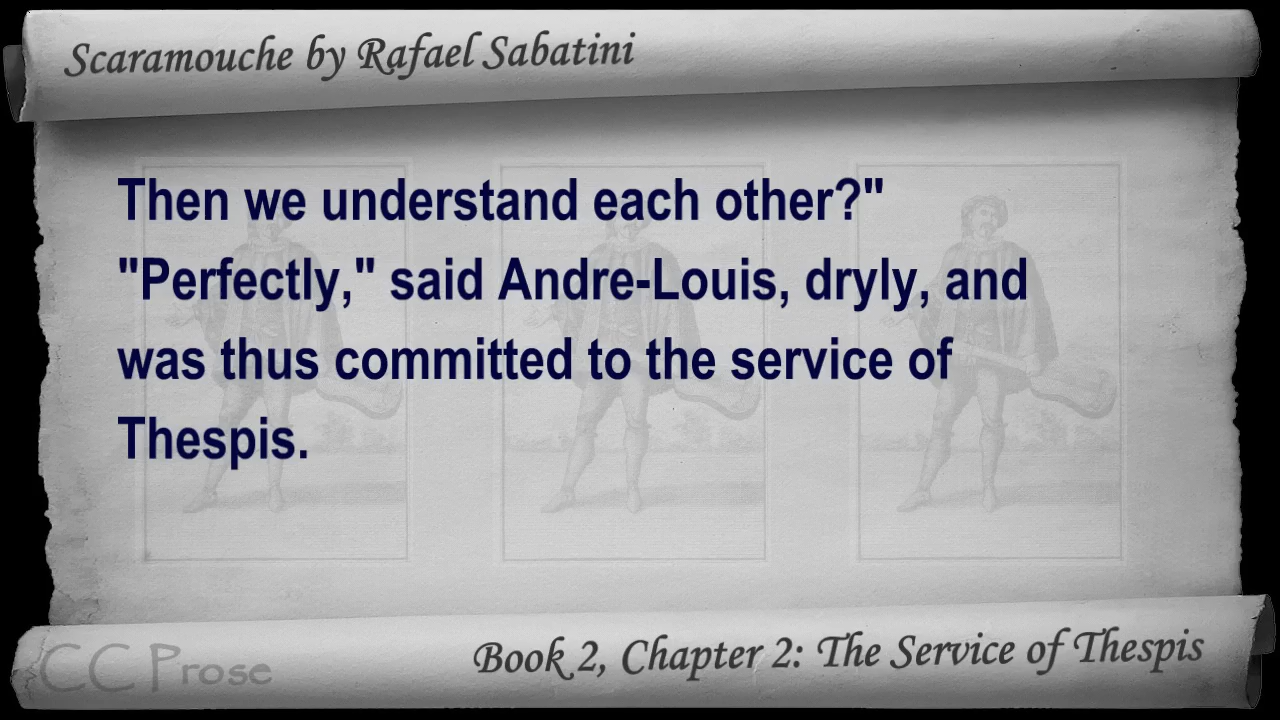 Scaramouche by Rafael Sabatini
Then we understand each other?"
"Perfectly," said Andre-Louis, dryly, and
was thus committed to the service of
Thespis.
CC Prose
Book 2, Chapter 2: The Service of Thespis